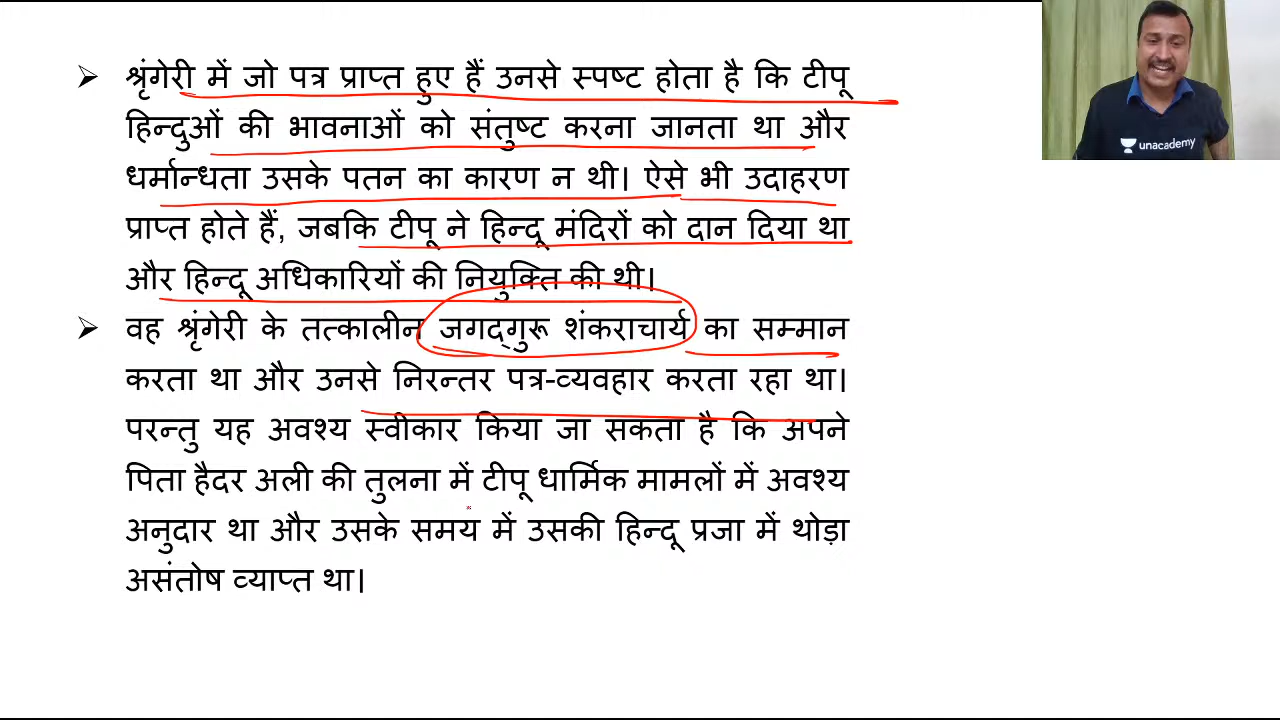 श्रृंगेरी में जो पत्र प्राप्त हुए हैं उनसे स्पष्ट होता है कि टीपू
हिन्दुओं की भावनाओं को संतुष्ट करना जानता था और
धर्मान्धता उसके पतन का कारण न थी। ऐसे भी उदाहरण
प्राप्त होते हैं, जबकि टीपू ने हिन्दू मंदिरों को दान दिया था
और हिन्दू अधिकारियों की नियुक्ति की थी।
वह श्रृंगेरी के तत्कालीन जगद्गुरू शंकराचार्य का सम्मान
करता था और उनसे निरन्तर पत्र-व्यवहार करता रहा था।
परन्तु यह अवश्य स्वीकार किया जा सकता है कि अपने
पिता हैदर अली की तुलना में टीपू धार्मिक मामलों में अवश्य
अनुदार था और उसके समय में उसकी हिन्दू प्रजा में थोड़ा
असंतोष व्याप्त था।
unacademy